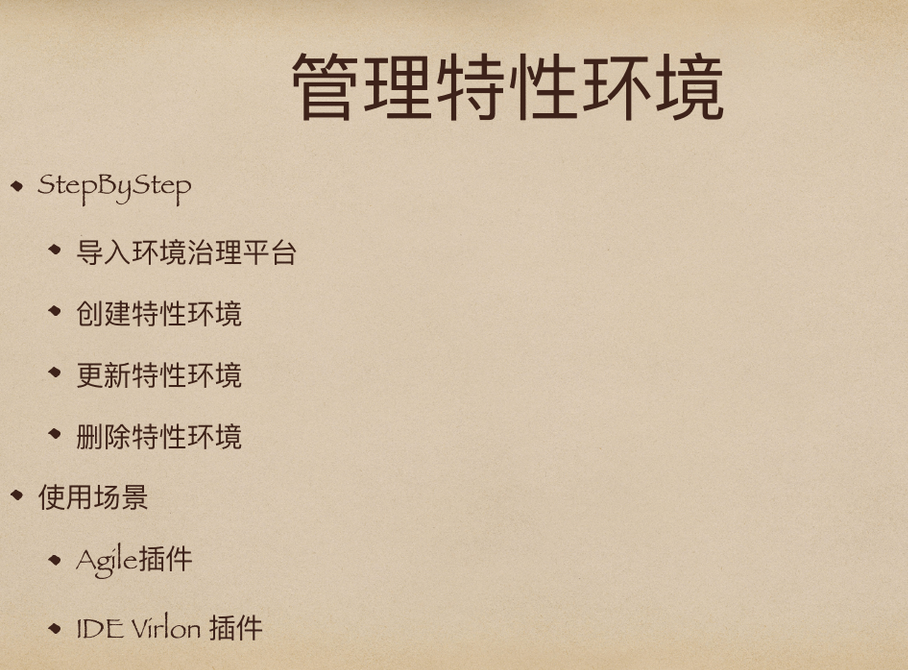 管理特性环境
StepByStep
导入环境治理平台
创建特性环境
更新特性环境
删除特性环境
使用场景
Agile插件
IDE Virlon 插件